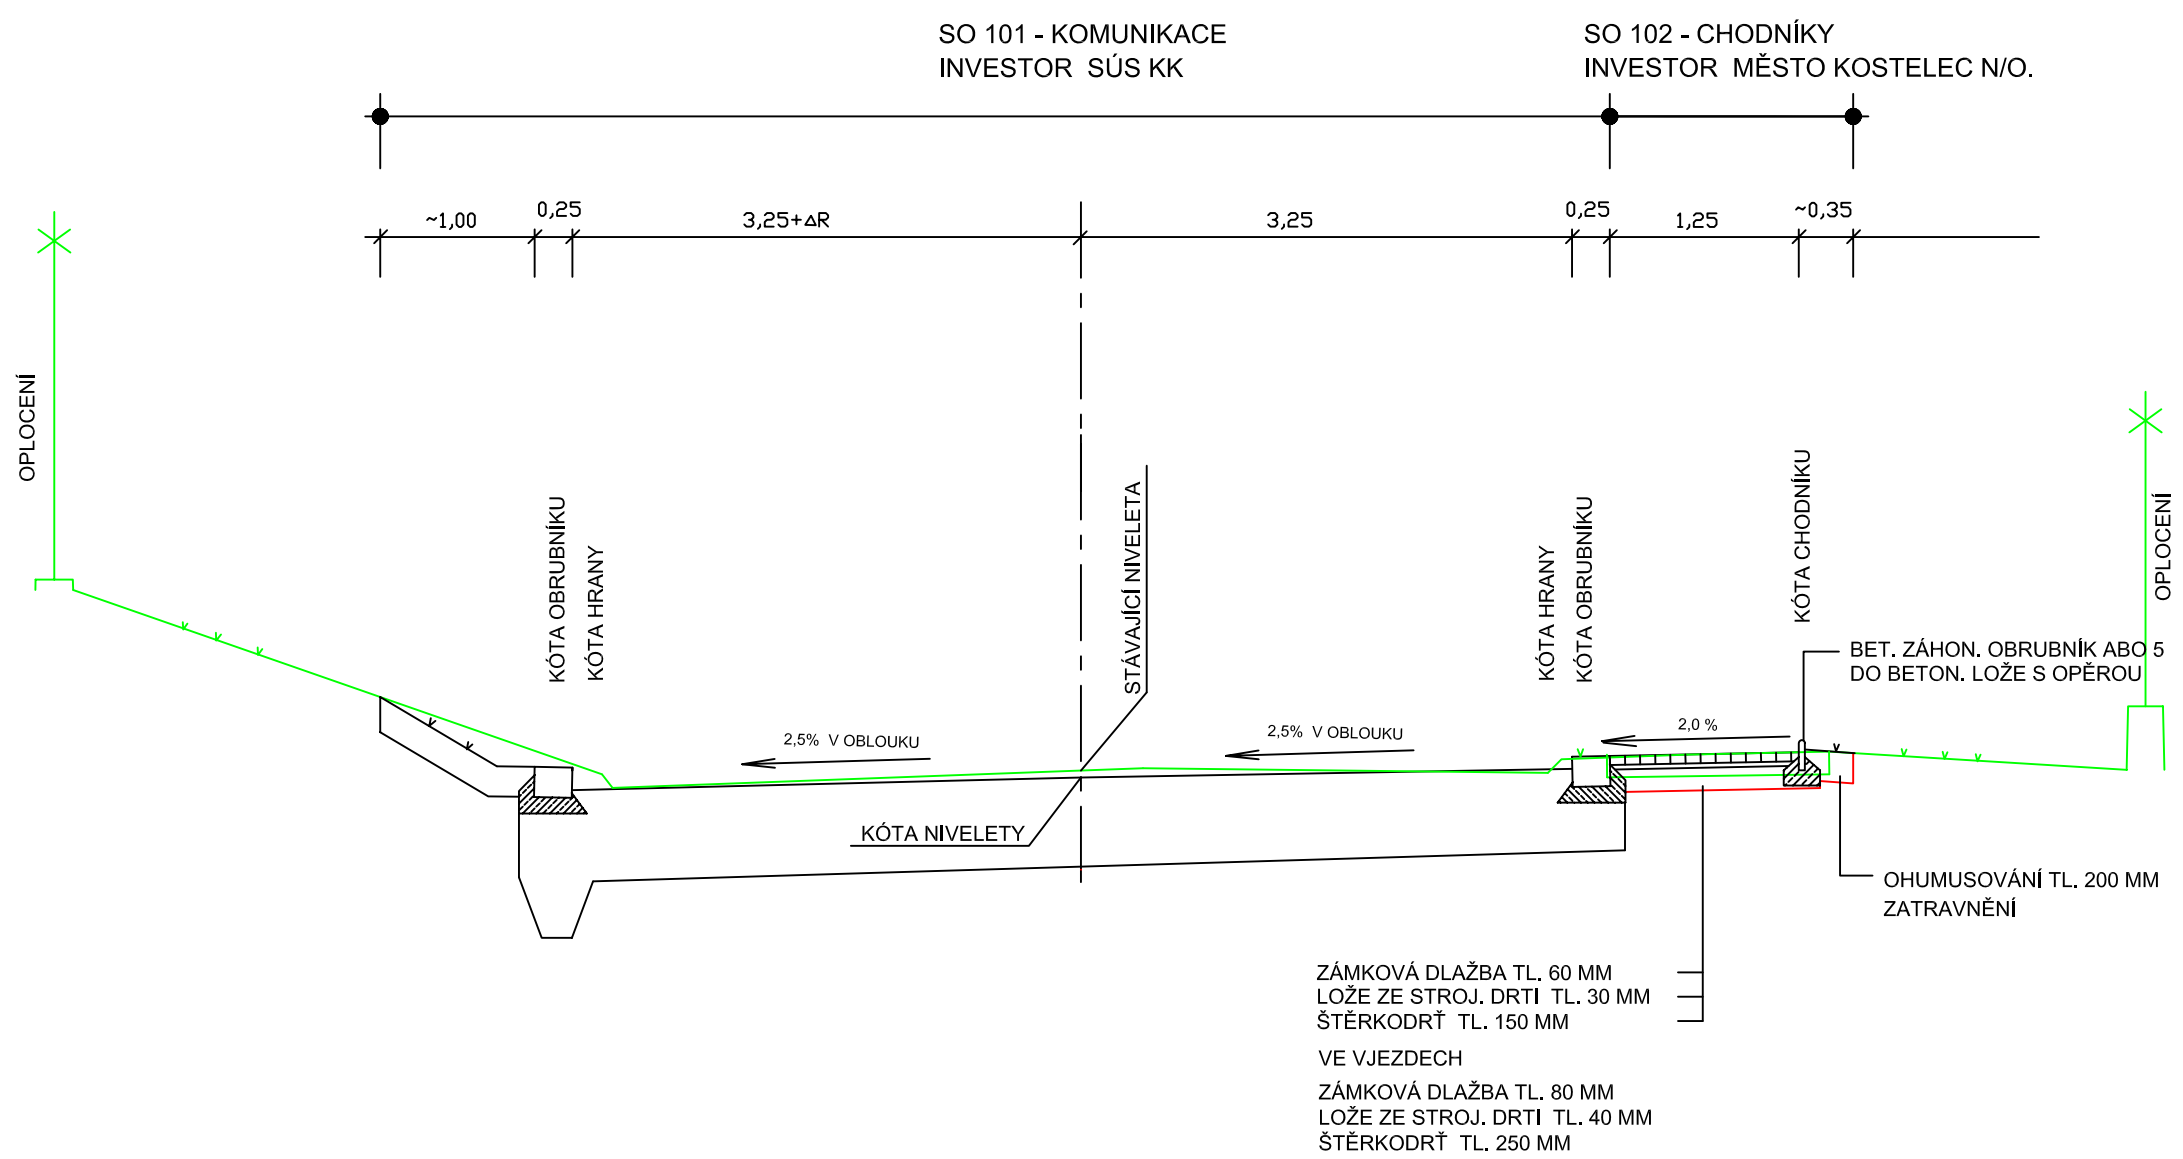 SO 101 - KOMUNIKACE
INVESTOR SÚS KK
SO 102 - CHODNÍKY
INVESTOR MĚSTO KOSTELEC N/O.
~1,00
0,25
3,25+ΔR
3,25
0,25
1,25
~0,35
OPLOCENÍ
KÓTA OBRUBNÍKU
KÓTA HRANY
STÁVAJÍCÍ NIVELETA
KÓTA HRANY
KÓTA OBRUBNÍKU
KÓTA CHODNÍKU
OPLOCENÍ
BET. ZÁHON. OBRUBNÍK ABO 5
DO BETON. LOŽE S OPĚROU
2,5% V OBLOUKU
2,5% V OBLOUKU
2,0 %
KÓTA NIVELETY
OHUMUSOVÁNÍ TL. 200 MM
ZATRAVNĚNÍ
ZÁMKOVÁ DLAŽBA TL. 60 MM
LOŽE ZE STROJ. DRTI TL. 30 MM
ŠTĚRKODRŤ TL. 150 MM
VE VJEZDECH
ZÁMKOVÁ DLAŽBA TL. 80 MM
LOŽE ZE STROJ. DRTI TL. 40 MM
ŠTĚRKODRŤ TL. 250 MM